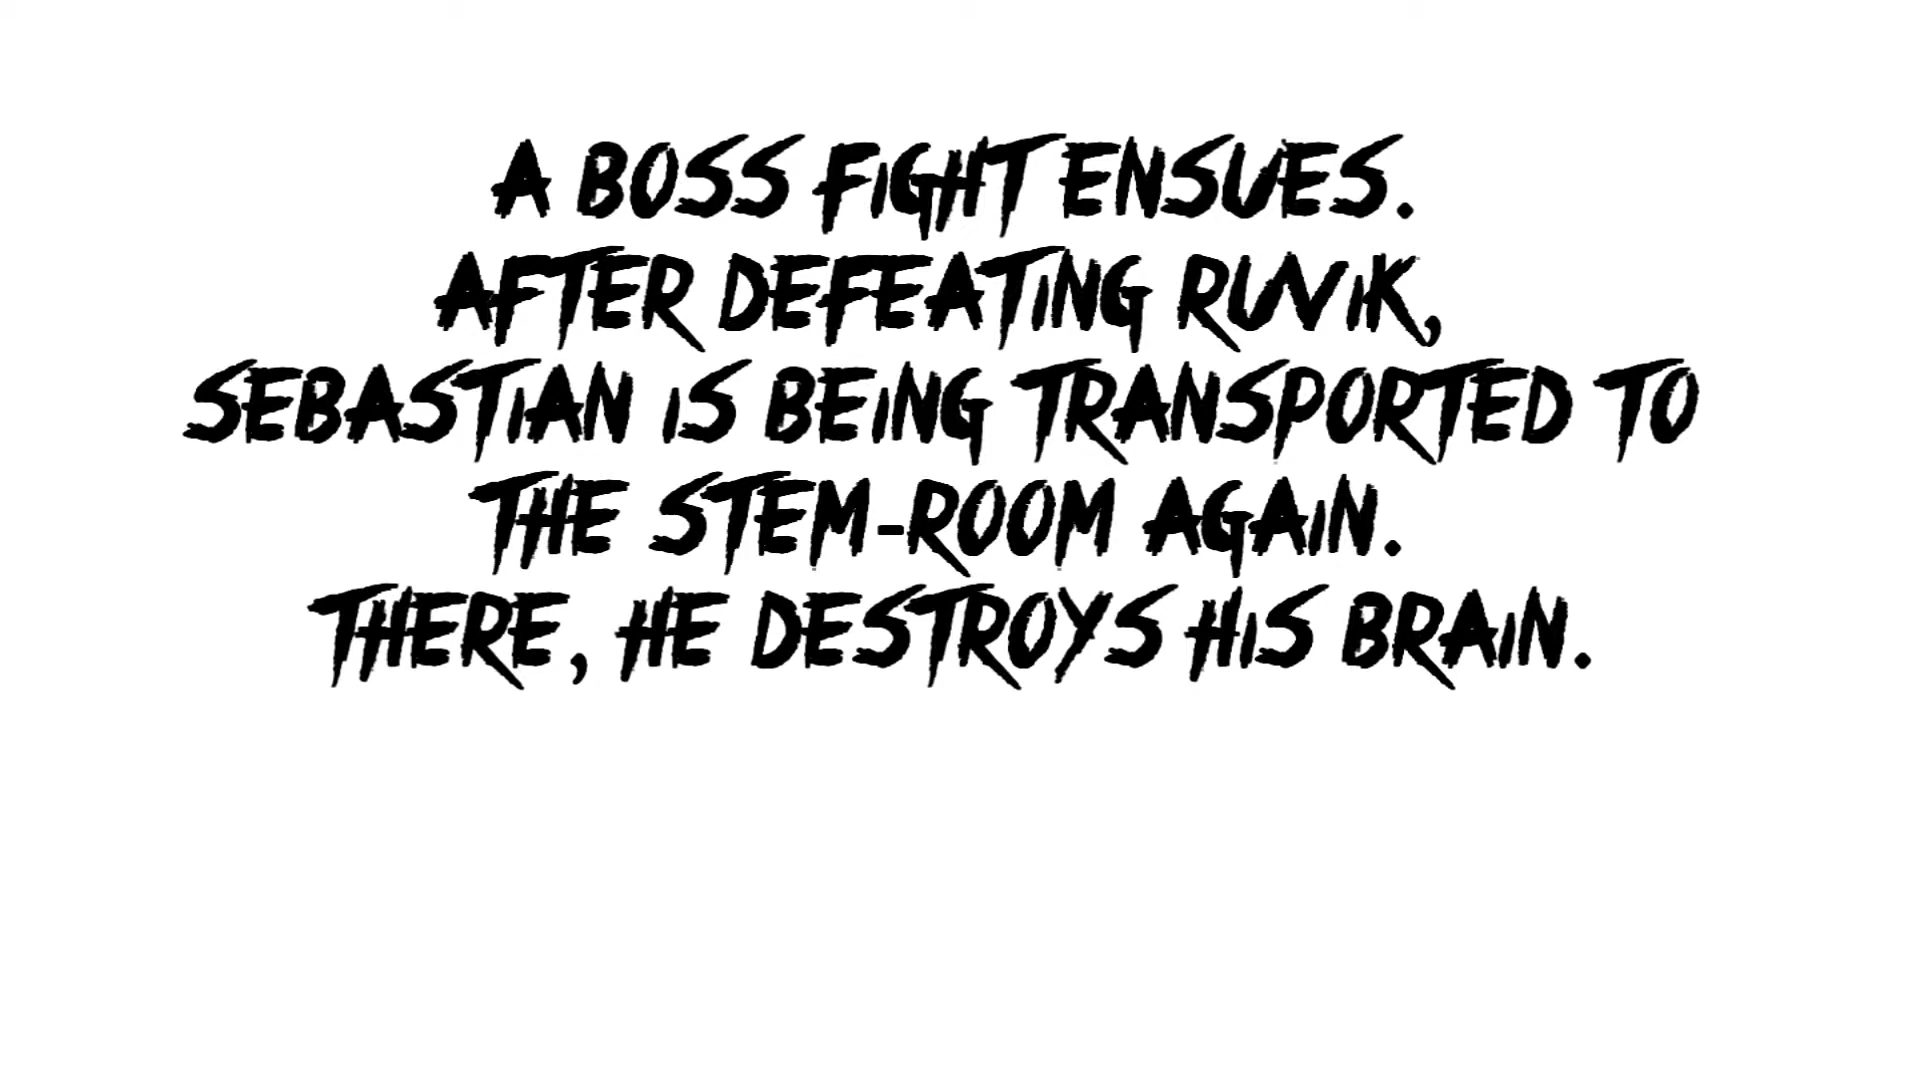 A BOSS FIGHT ENSUES.
AFTER DEFEATING RUVIK,
SEBASTIAN IS BEING TRANSPORTED TO
THE STEM-ROOM AGAIN.
THERE, HE DESTROYS HIS BRAIN.